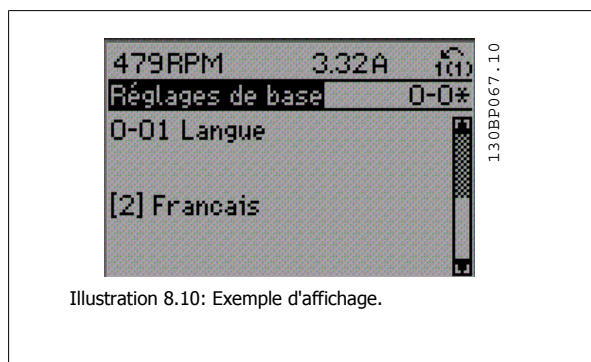 479RPM 3.32A 1(1)
Réglages de base 0-0*
0-01 Langue
[2] Francais
130BP067.10
Illustration 8.10: Exemple d'affichage.